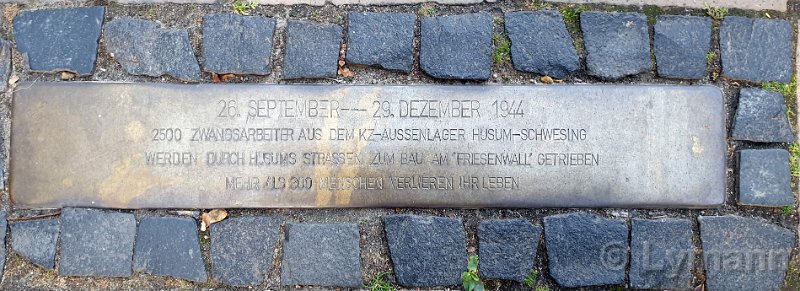 26. SEPTEMBER--- 29. DEZEMBER 1944
2500 ZWANGSARBEITER AUS DEM KZ-AUSSENLAGER HUSUM-SCHWESING
WERDEN DURCH HUSUMS STRASSEN ZUM BAU AM "FRIESENWALL" GETRIEBEN
MEHR ALS 300 MENSCHEN VERLIEREN IHR LEBEN
© Lymann